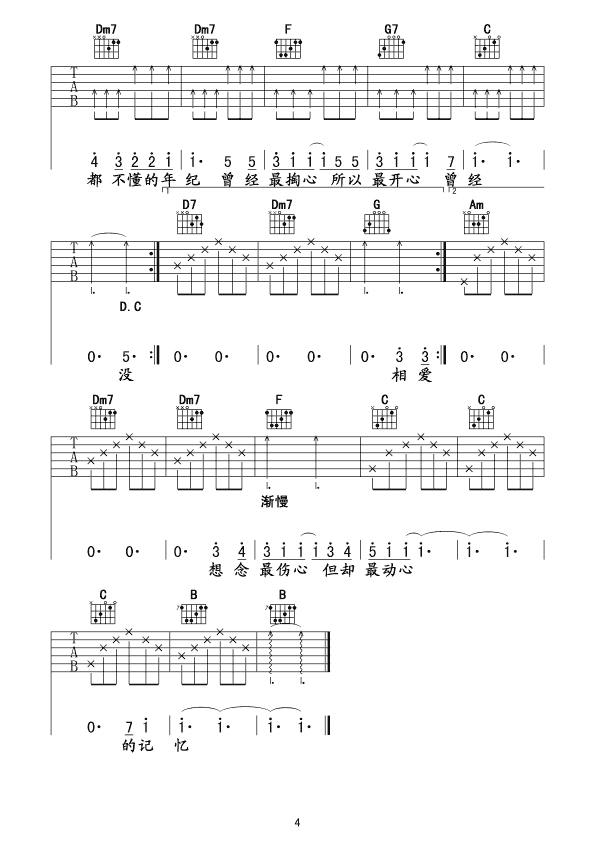 Dm7 Dm7 F G7 C
T A B
4 3 2 2 1 1· 5 5 3 1 1 1 5 5 3 1 1 1 7 1· 1·
都 不懂的年 纪 曾 经 最掏心 所以 最开心 曾 经
2
D7 Dm7 G Am
T A B
D.C
0· 5· :‖ 0· 0· 0· 0· 0· 3 3 :‖ 0· 0·
没 相 爱
Dm7 Dm7 F C C
T A B
渐慢
0· 0· 0· 3 4 3 1 1 1 3 4 5 1 1 1· 1· 1·
想 念 最伤心 但却 最动心
C B B
T A B
0· 7 1 1· 1· 1· 1·
的记 忆
4